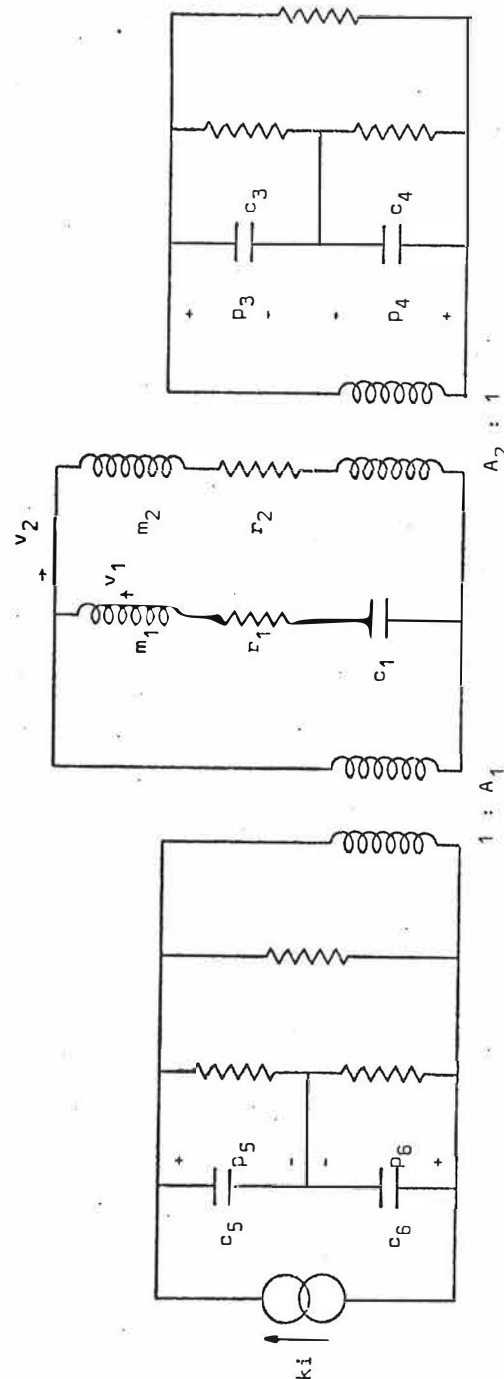 ki
c5
p5
+
-
c6
p6
-
+
1 : A1
v2
→
v1
m1
r1
c1
m2
r2
A2 : 1
+
p3
-
c3
-
p4
+
c4